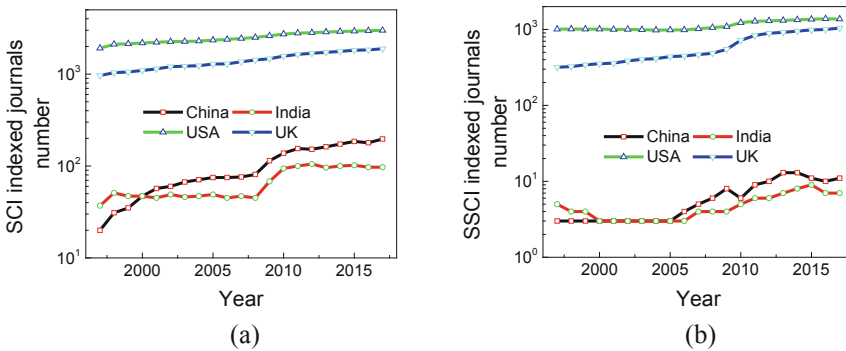 SCI indexed journals
number
10^3
10^2
10^1
China
India
USA
UK
2000
2005
2010
2015
Year
(a)
SSCI indexed journals
number
10^3
10^2
10^1
10^0
China
India
USA
UK
2000
2005
2010
2015
Year
(b)